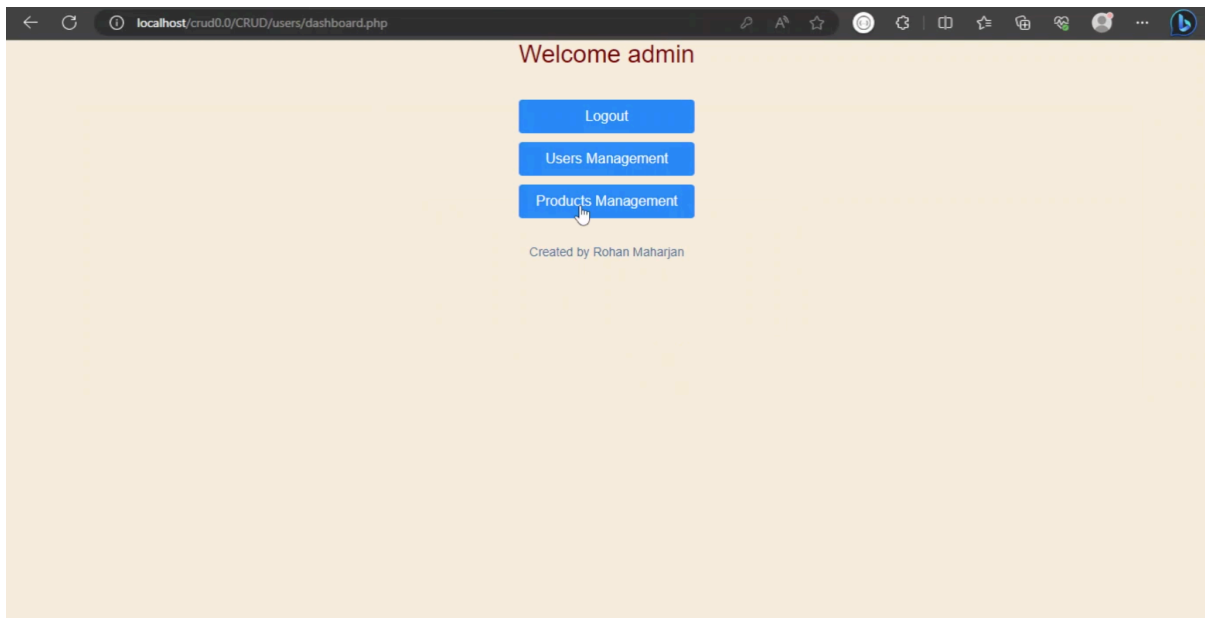 localhost/crud0.0/CRUD/users/dashboard.php
Welcome admin
Logout
Users Management
Products Management
Created by Rohan Maharjan